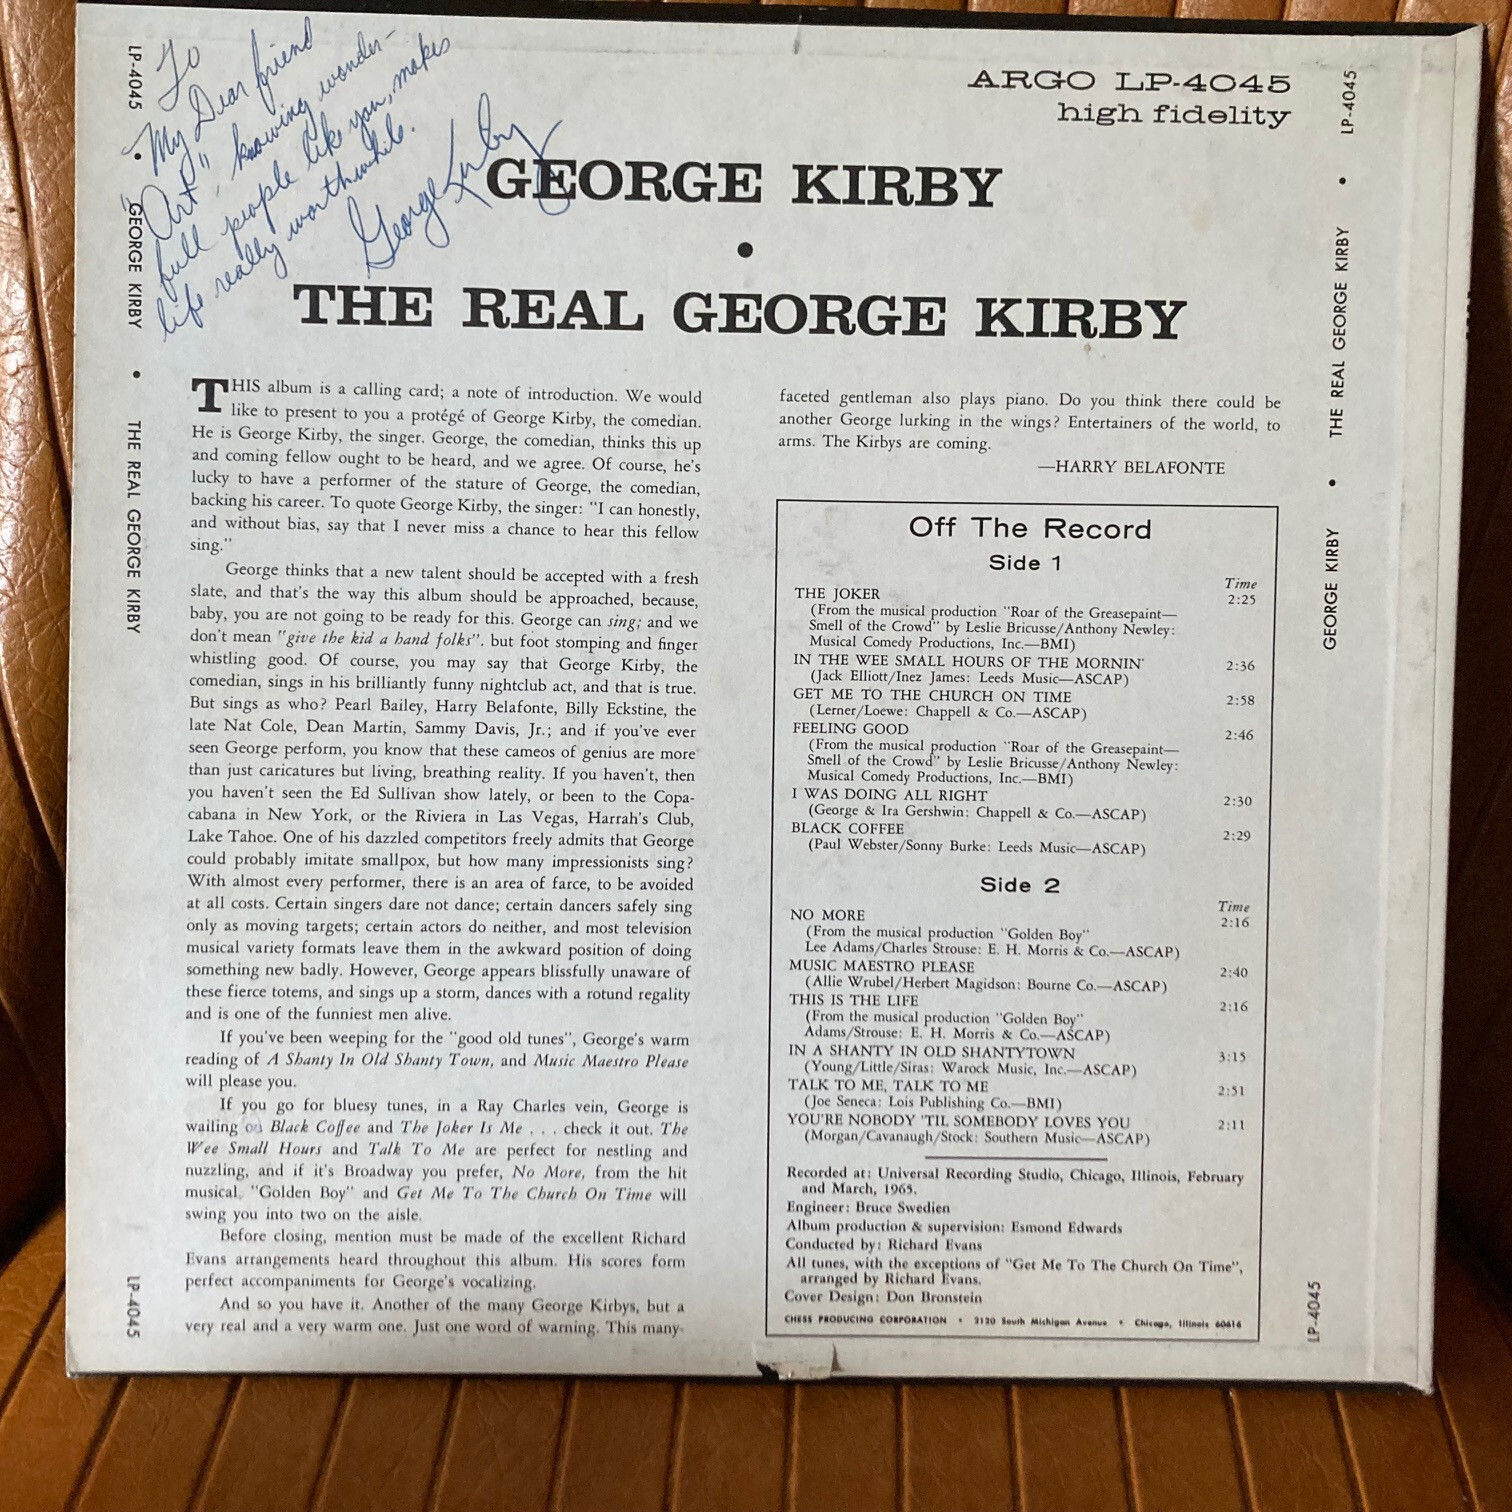 To
My Dear friend
"Art", knowing wonder-
full people like you, makes
life really worthwhile.
George Kirby
ARGO LP-4045
high fidelity
GEORGE KIRBY
•
THE REAL GEORGE KIRBY
LP-4045 • GEORGE KIRBY • THE REAL GEORGE KIRBY LP-4045
THIS album is a calling card; a note of introduction. We would
like to present to you a protégé of George Kirby, the comedian.
He is George Kirby, the singer. George, the comedian, thinks this up
and coming fellow ought to be heard, and we agree. Of course, he's
lucky to have a performer of the stature of George, the comedian,
backing his career. To quote George Kirby, the singer: "I can honestly,
and without bias, say that I never miss a chance to hear this fellow
sing."
George thinks that a new talent should be accepted with a fresh
slate, and that's the way this album should be approached, because,
baby, you are not going to be ready for this. George can sing; and we
don't mean "give the kid a hand folks". but foot stomping and finger
whistling good. Of course, you may say that George Kirby, the
comedian, sings in his brilliantly funny nightclub act, and that is true.
But sings as who? Pearl Bailey, Harry Belafonte, Billy Eckstine, the
late Nat Cole, Dean Martin, Sammy Davis, Jr.; and if you've ever
seen George perform, you know that these cameos of genius are more
than just caricatures but living, breathing reality. If you haven't, then
you haven't seen the Ed Sullivan show lately, or been to the Copa-
cabana in New York, or the Riviera in Las Vegas, Harrah's Club,
Lake Tahoe. One of his dazzled competitors freely admits that George
could probably imitate smallpox, but how many impressionists sing?
With almost every performer, there is an area of farce, to be avoided
at all costs. Certain singers dare not dance; certain dancers safely sing
only as moving targets; certain actors do neither, and most television
musical variety formats leave them in the awkward position of doing
something new badly. However, George appears blissfully unaware of
these fierce totems, and sings up a storm, dances with a rotund regality
and is one of the funniest men alive.
If you've been weeping for the "good old tunes", George's warm
reading of A Shanty In Old Shanty Town, and Music Maestro Please
will please you.
If you go for bluesy tunes, in a Ray Charles vein, George is
wailing on Black Coffee and The Joker Is Me . . . check it out. The
Wee Small Hours and Talk To Me are perfect for nestling and
nuzzling, and if it's Broadway you prefer, No More, from the hit
musical, "Golden Boy" and Get Me To The Church On Time will
swing you into two on the aisle.
Before closing, mention must be made of the excellent Richard
Evans arrangements heard throughout this album. His scores form
perfect accompaniments for George's vocalizing.
And so you have it. Another of the many George Kirbys, but a
very real and a very warm one. Just one word of warning. This many-
faceted gentleman also plays piano. Do you think there could be
another George lurking in the wings? Entertainers of the world, to
arms. The Kirbys are coming.
—HARRY BELAFONTE
Off The Record
Side 1
Time
THE JOKER 2:25
(From the musical production "Roar of the Greasepaint—
Smell of the Crowd" by Leslie Bricusse/Anthony Newley:
Musical Comedy Productions, Inc.—BMI)
IN THE WEE SMALL HOURS OF THE MORNIN' 2:36
(Jack Elliott/Inez James: Leeds Music—ASCAP)
GET ME TO THE CHURCH ON TIME 2:58
(Lerner/Loewe: Chappell & Co.—ASCAP)
FEELING GOOD 2:46
(From the musical production "Roar of the Greasepaint—
Smell of the Crowd" by Leslie Bricusse/Anthony Newley:
Musical Comedy Productions, Inc.—BMI)
I WAS DOING ALL RIGHT 2:30
(George & Ira Gershwin: Chappell & Co.—ASCAP)
BLACK COFFEE 2:29
(Paul Webster/Sonny Burke: Leeds Music—ASCAP)
Side 2
Time
NO MORE 2:16
(From the musical production "Golden Boy"
Lee Adams/Charles Strouse: E. H. Morris & Co.—ASCAP)
MUSIC MAESTRO PLEASE 2:40
(Allie Wrubel/Herbert Magidson: Bourne Co.—ASCAP)
THIS IS THE LIFE 2:16
(From the musical production "Golden Boy"
Adams/Strouse: E. H. Morris & Co.—ASCAP)
IN A SHANTY IN OLD SHANTYTOWN 3:15
(Young/Little/Siras: Warock Music, Inc.—ASCAP)
TALK TO ME, TALK TO ME 2:51
(Joe Seneca: Lois Publishing Co.—BMI)
YOU'RE NOBODY 'TIL SOMEBODY LOVES YOU 2:11
(Morgan/Cavanaugh/Stock: Southern Music—ASCAP)
Recorded at: Universal Recording Studio, Chicago, Illinois, February
and March, 1965.
Engineer: Bruce Swedien
Album production & supervision: Esmond Edwards
Conducted by: Richard Evans
All tunes, with the exceptions of "Get Me To The Church On Time",
arranged by Richard Evans.
Cover Design: Don Bronstein
CHESS PRODUCING CORPORATION • 2120 South Michigan Avenue • Chicago, Illinois 60616
LP-4045 GEORGE KIRBY • THE REAL GEORGE KIRBY • LP-4045